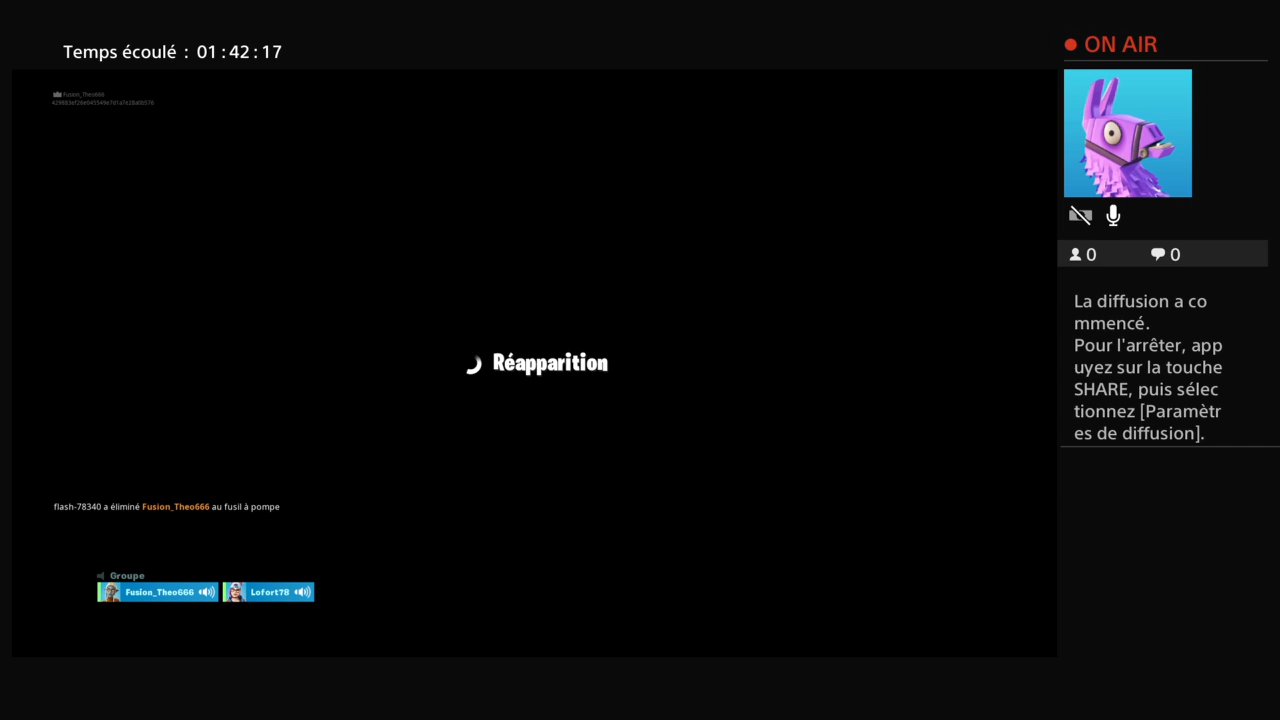 Temps écoulé : 01:42:17
ON AIR
Fusion_Theo666
0 0
La diffusion a co
mmencé.
Pour l'arrêter, app
uyez sur la touche
SHARE, puis sélec
tionnez [Paramètr
es de diffusion].
Réapparition
flash-78340 a éliminé Fusion_Theo666 au fusil à pompe
Groupe
Fusion_Theo666 Lofort78